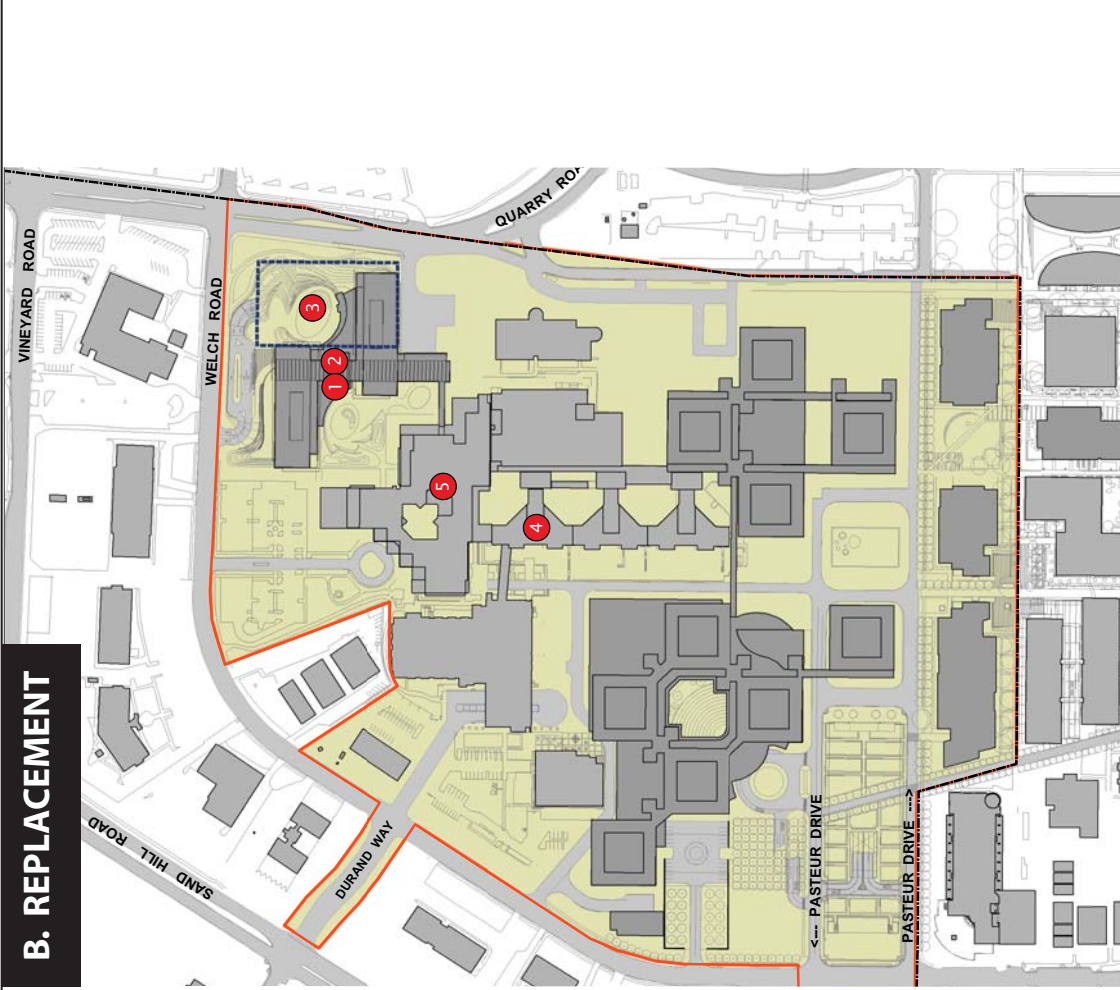 B. REPLACEMENT
VINEYARD ROAD
WELCH ROAD
QUARRY ROA
SAND HILL ROAD
DURAND WAY
<--- PASTEUR DRIVE
PASTEUR DRIVE --->
3
2
1
5
4